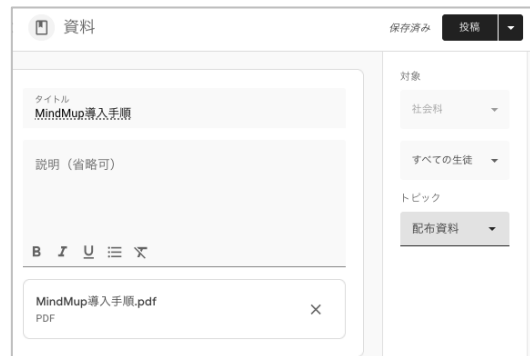 資料
保存済み
投稿
タイトル
MindMup導入手順
説明（省略可）
B I U
MindMup導入手順.pdf
PDF
対象
社会科
すべての生徒
トピック
配布資料